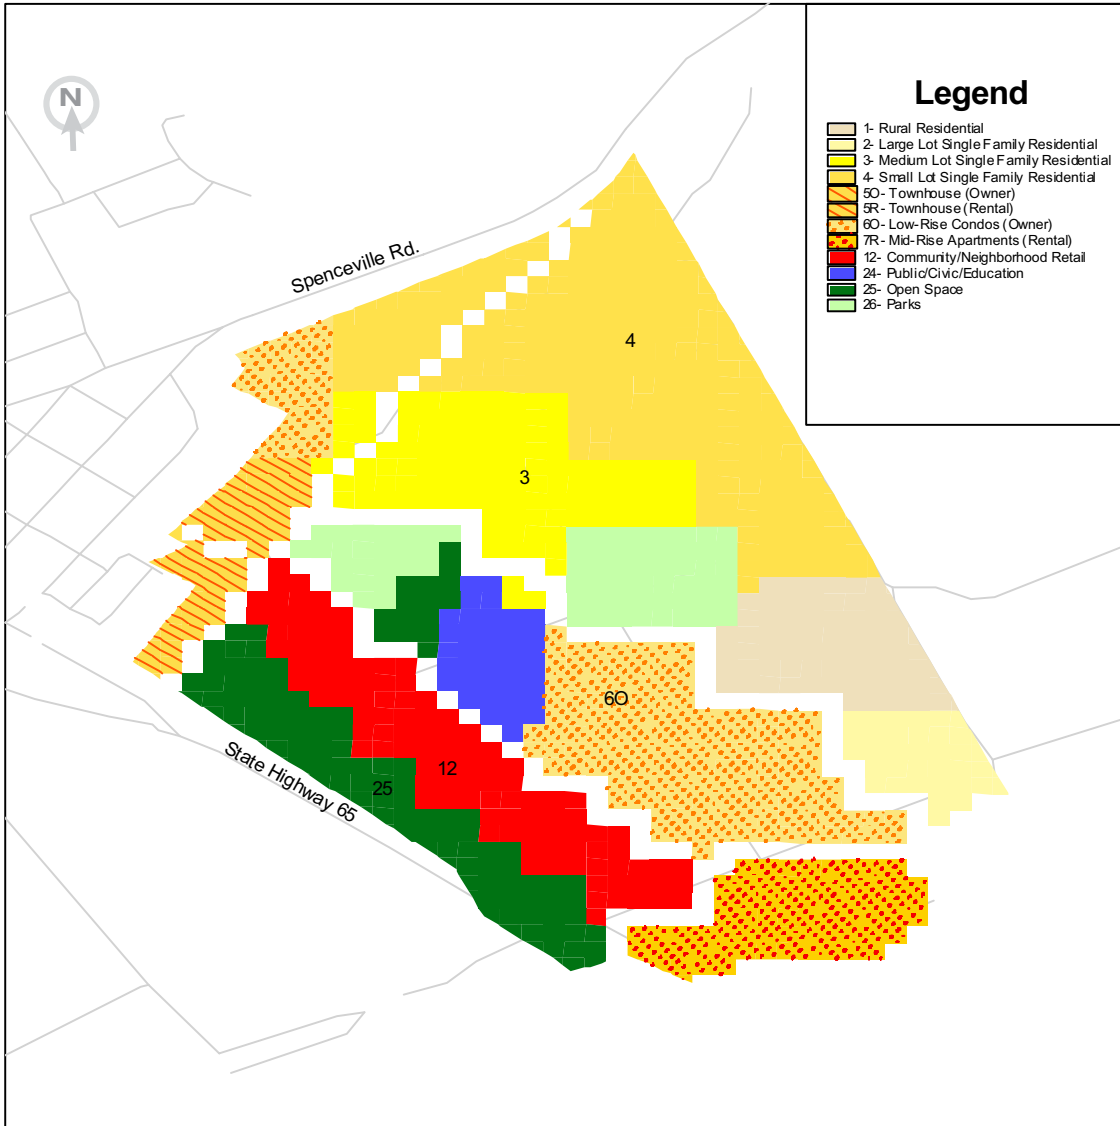 N
Legend
1- Rural Residential
2- Large Lot Single Family Residential
3- Medium Lot Single Family Residential
4- Small Lot Single Family Residential
5O- Townhouse (Owner)
5R- Townhouse (Rental)
6O- Low-Rise Condos (Owner)
7R- Mid-Rise Apartments (Rental)
12- Community/Neighborhood Retail
24- Public/Civic/Education
25- Open Space
26- Parks
Spenceville Rd.
4
3
6O
12
25
State Highway 65